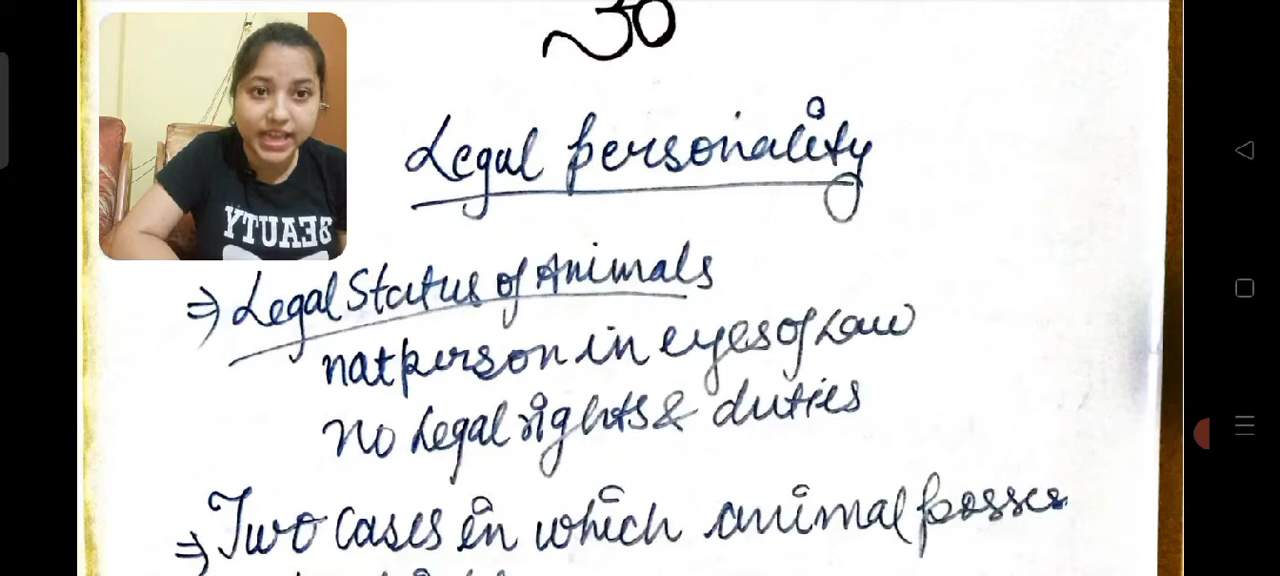 BEAUTY
Legal personality
⇒ Legal Status of Animals
not person in eyes of Law
no Legal rights & duties
⇒ Two cases in which animal posses